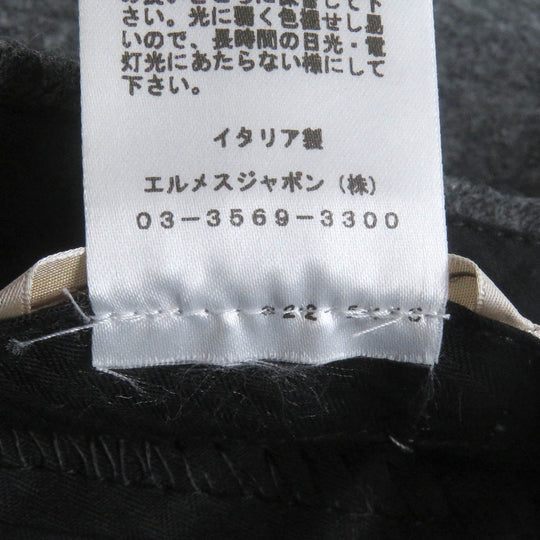 さい。光に弱く色褪せし易
いので、長時間の日光・電
灯光にあたらない様にして
下さい。
イタリア製
エルメスジャポン（株）
03-3569-3300